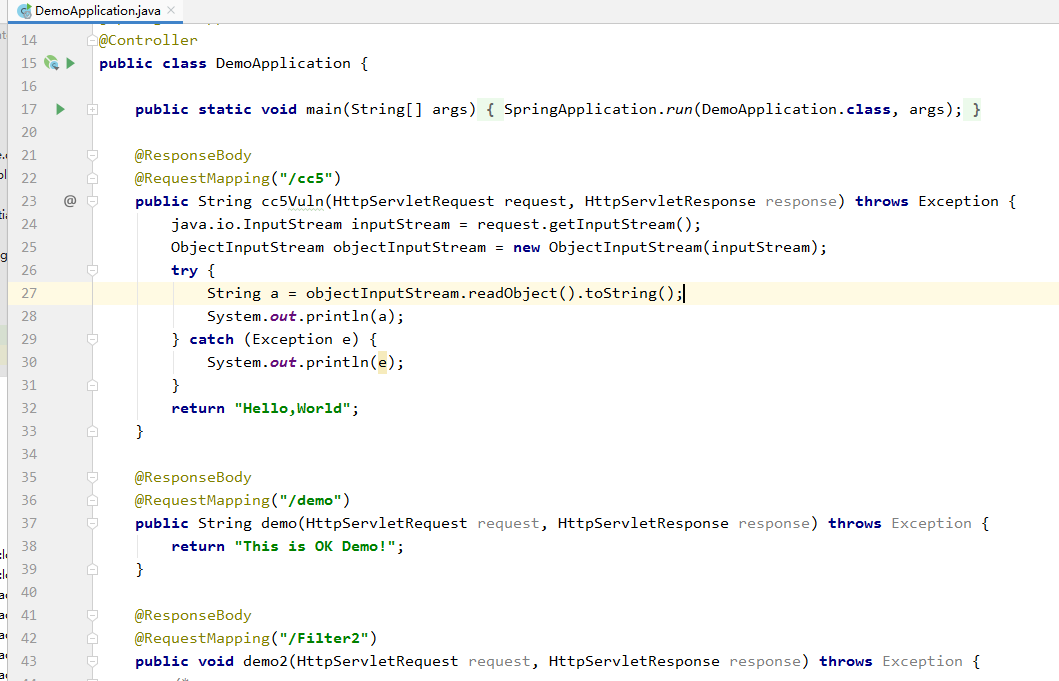 DemoApplication.java
14 @Controller
15 public class DemoApplication {
16
17 public static void main(String[] args) { SpringApplication.run(DemoApplication.class, args); }
20
21 @ResponseBody
22 @RequestMapping("/cc5")
23 @ public String cc5Vuln(HttpServletRequest request, HttpServletResponse response) throws Exception {
24 java.io.InputStream inputStream = request.getInputStream();
25 ObjectInputStream objectInputStream = new ObjectInputStream(inputStream);
26 try {
27 String a = objectInputStream.readObject().toString();
28 System.out.println(a);
29 } catch (Exception e) {
30 System.out.println(e);
31 }
32 return "Hello,World";
33 }
34
35 @ResponseBody
36 @RequestMapping("/demo")
37 public String demo(HttpServletRequest request, HttpServletResponse response) throws Exception {
38 return "This is OK Demo!";
39 }
40
41 @ResponseBody
42 @RequestMapping("/Filter2")
43 public void demo2(HttpServletRequest request, HttpServletResponse response) throws Exception {